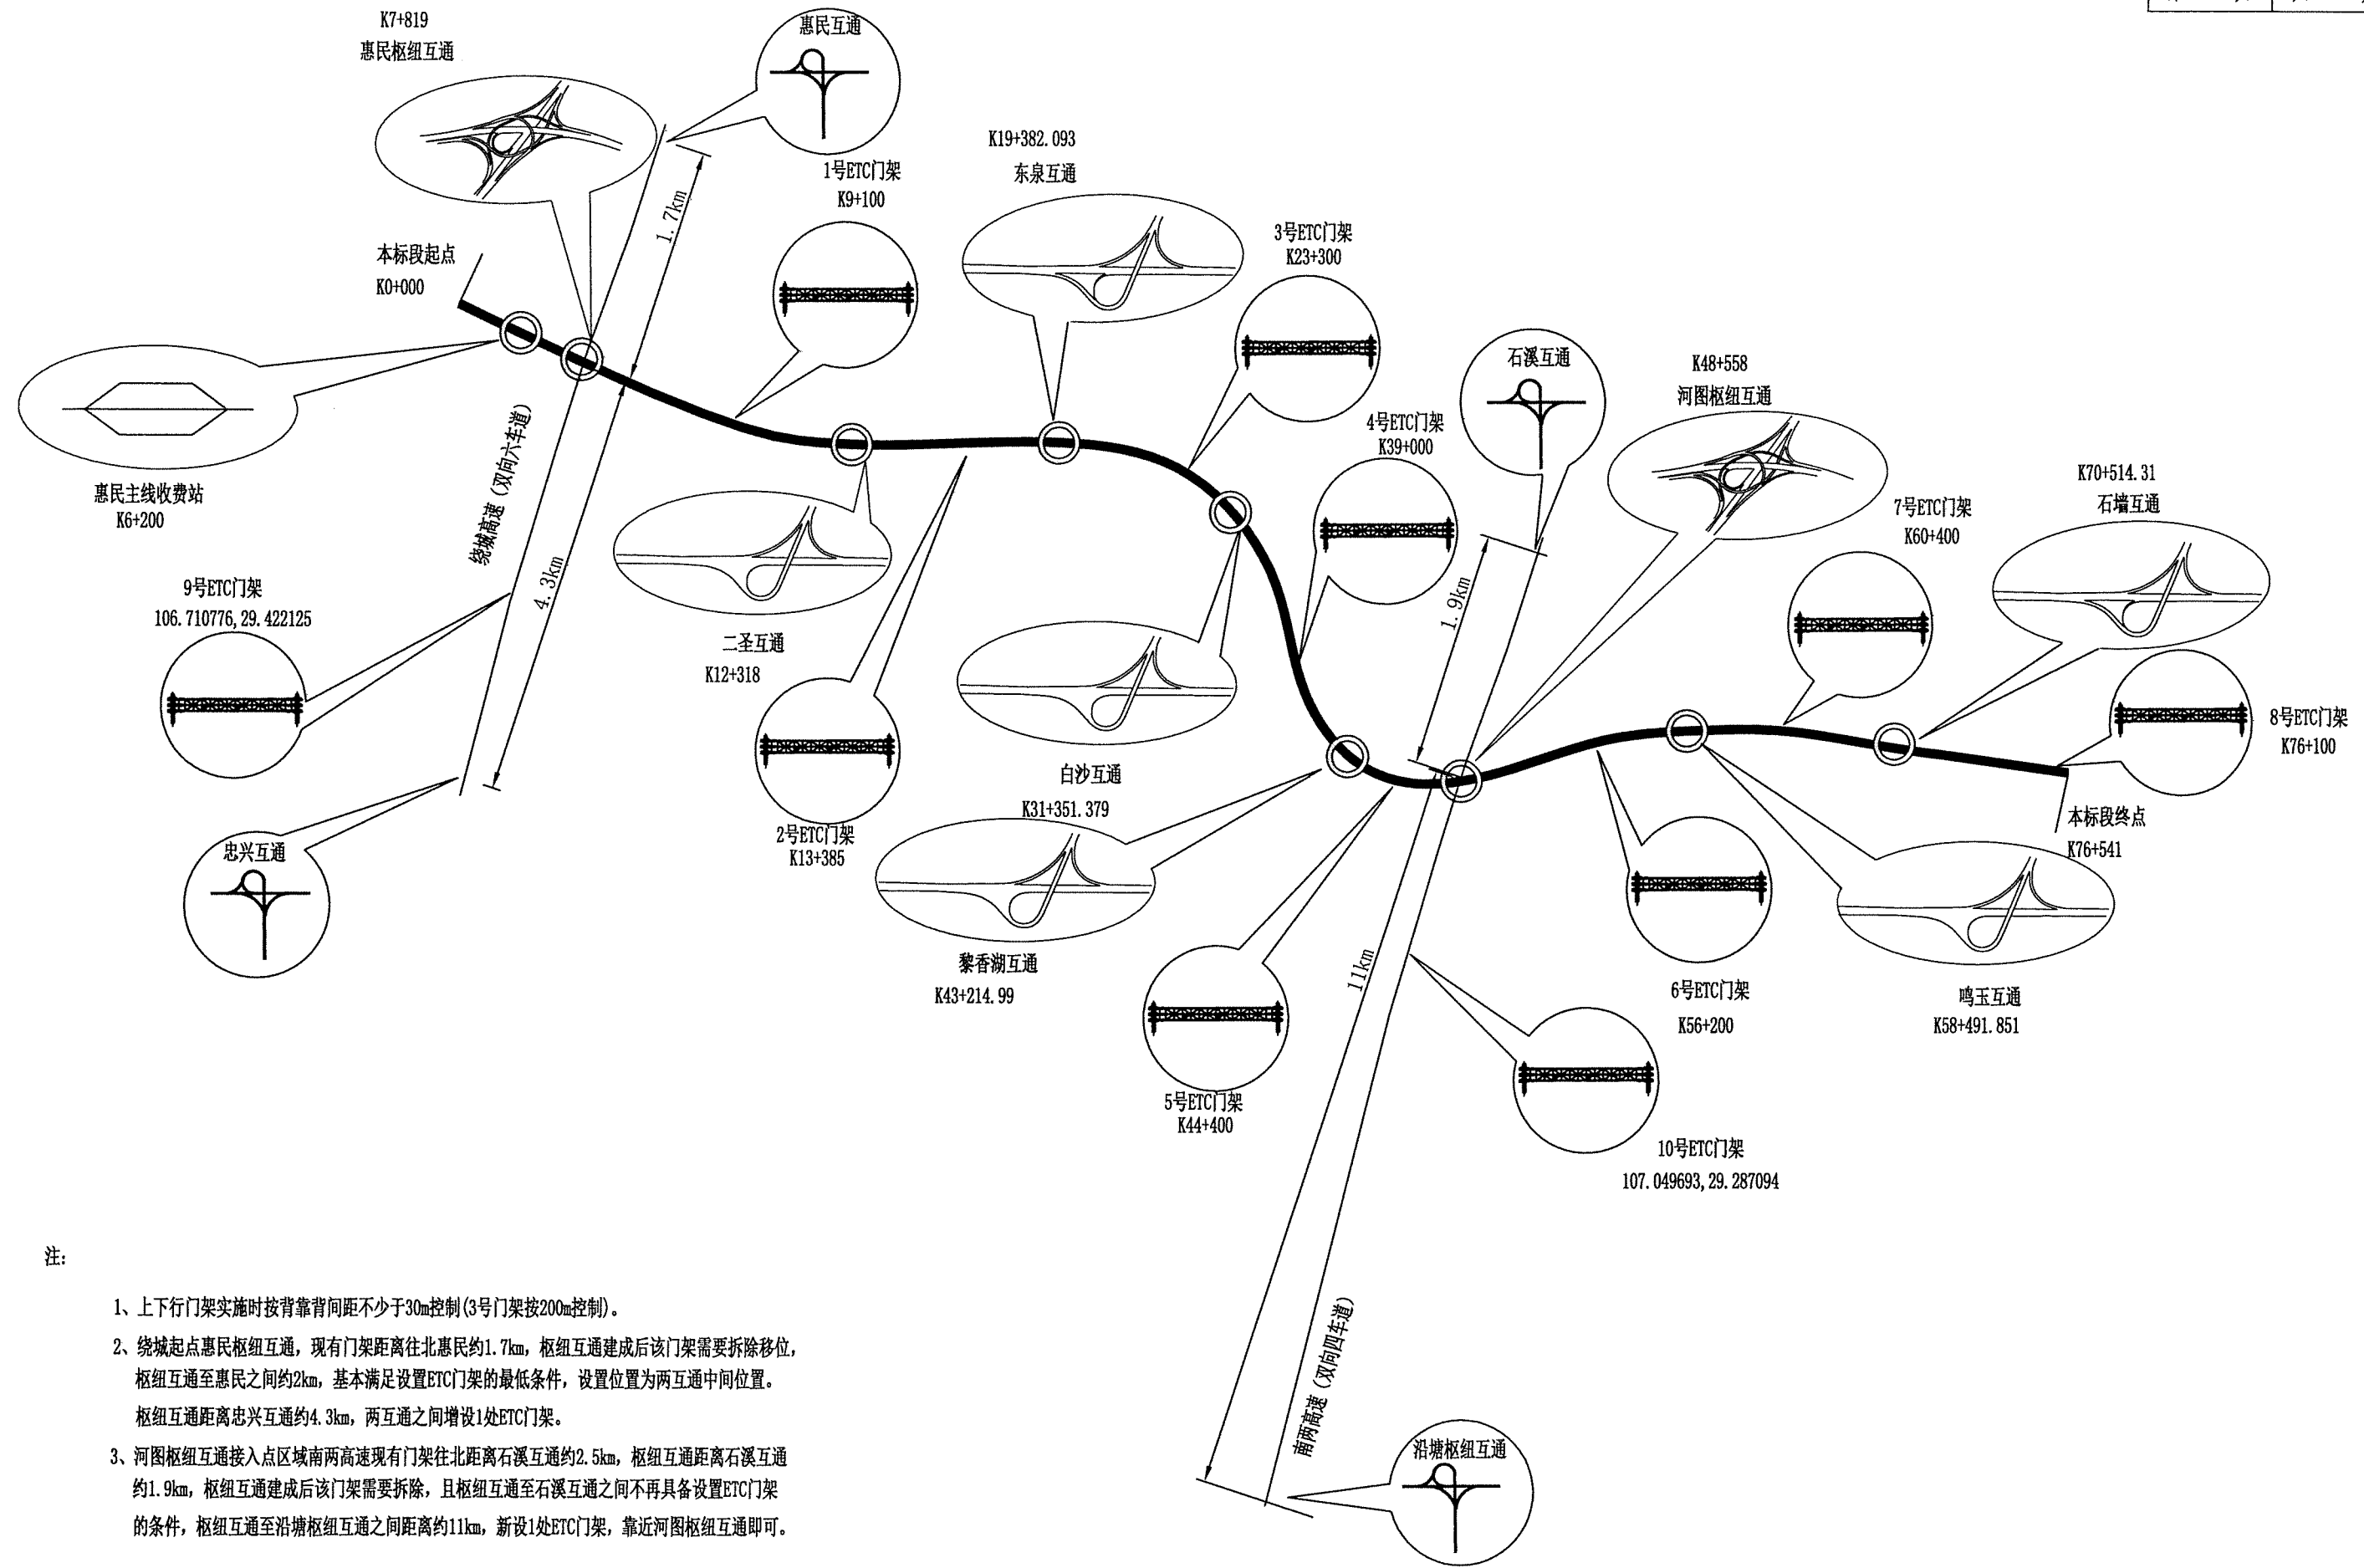 K7+819
惠民枢纽互通
惠民互通
1号ETC门架
K9+100
1.7km
本标段起点
K0+000
K19+382.093
东泉互通
3号ETC门架
K23+300
石溪互通
K48+558
河图枢纽互通
4号ETC门架
K39+000
K70+514.31
石墙互通
7号ETC门架
K60+400
惠民主线收费站
K6+200
绕城高速（双向六车道）
4.3km
9号ETC门架
106.710776,29.422125
二圣互通
K12+318
1.9km
8号ETC门架
K76+100
白沙互通
K31+351.379
本标段终点
K76+541
2号ETC门架
K13+385
忠兴互通
黎香湖互通
K43+214.99
11km
6号ETC门架
K56+200
鸣玉互通
K58+491.851
5号ETC门架
K44+400
10号ETC门架
107.049693,29.287094
南两高速（双向四车道）
沿塘枢纽互通
注:
1、上下行门架实施时按背靠背间距不少于30m控制(3号门架按200m控制)。
2、绕城起点惠民枢纽互通，现有门架距离往北惠民约1.7km，枢纽互通建成后该门架需要拆除移位，
枢纽互通至惠民之间约2km，基本满足设置ETC门架的最低条件，设置位置为两互通中间位置。
枢纽互通距离忠兴互通约4.3km，两互通之间增设1处ETC门架。
3、河图枢纽互通接入点区域南两高速现有门架往北距离石溪互通约2.5km，枢纽互通距离石溪互通
约1.9km，枢纽互通建成后该门架需要拆除，且枢纽互通至石溪互通之间不再具备设置ETC门架
的条件，枢纽互通至沿塘枢纽互通之间距离约11km，新设1处ETC门架，靠近河图枢纽互通即可。